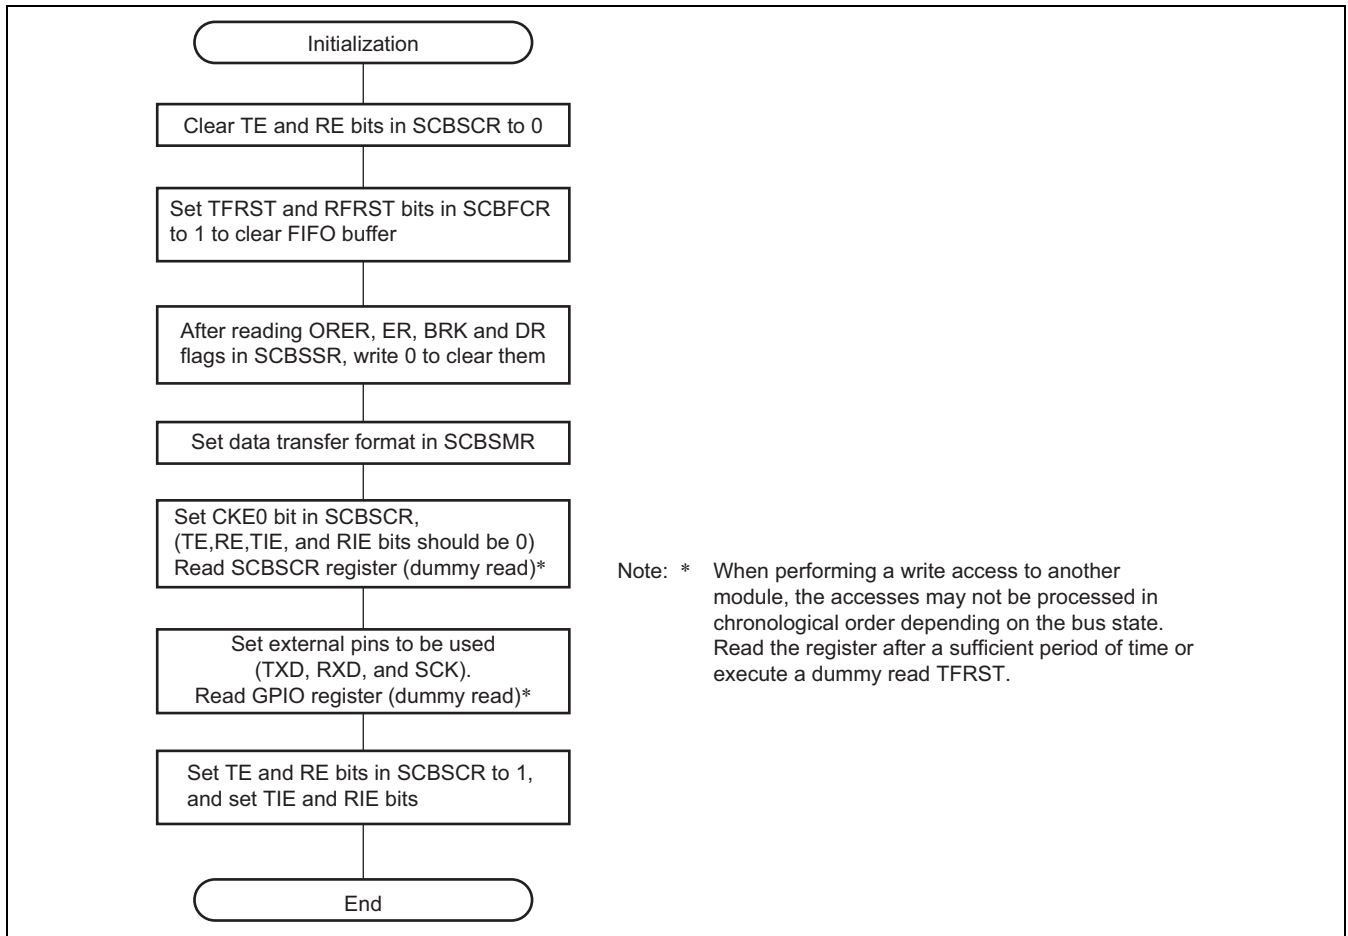 Initialization
Clear TE and RE bits in SCBSCR to 0
Set TFRST and RFRST bits in SCBFCR
to 1 to clear FIFO buffer
After reading ORER, ER, BRK and DR
flags in SCBSSR, write 0 to clear them
Set data transfer format in SCBSMR
Set CKE0 bit in SCBSCR,
(TE,RE,TIE, and RIE bits should be 0)
Read SCBSCR register (dummy read)*
Set external pins to be used
(TXD, RXD, and SCK).
Read GPIO register (dummy read)*
Set TE and RE bits in SCBSCR to 1,
and set TIE and RIE bits
End
Note: * When performing a write access to another
module, the accesses may not be processed in
chronological order depending on the bus state.
Read the register after a sufficient period of time or
execute a dummy read TFRST.